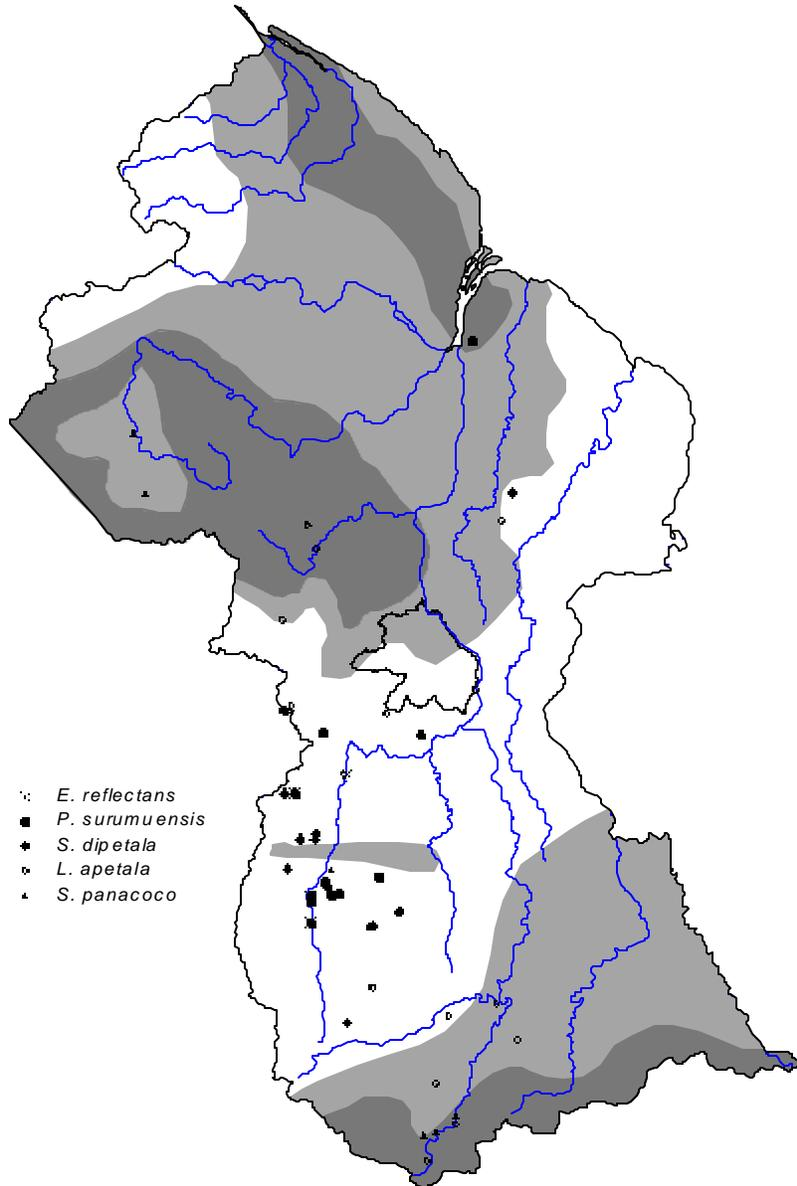 E. reflectans
P. surumuensis
S. dipetala
L. apetala
S. panacoco